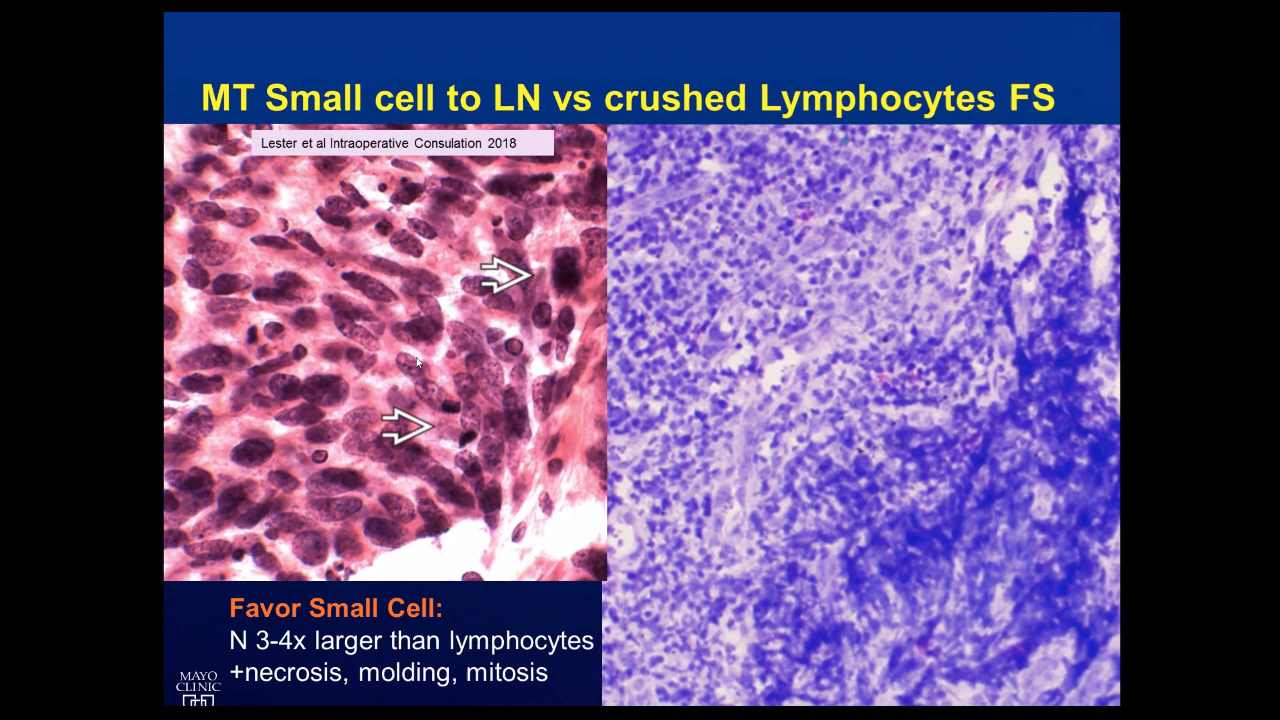 MT Small cell to LN vs crushed Lymphocytes FS
Lester et al Intraoperative Consulation 2018
Favor Small Cell:
N 3-4x larger than lymphocytes
+necrosis, molding, mitosis
MAYO
CLINIC